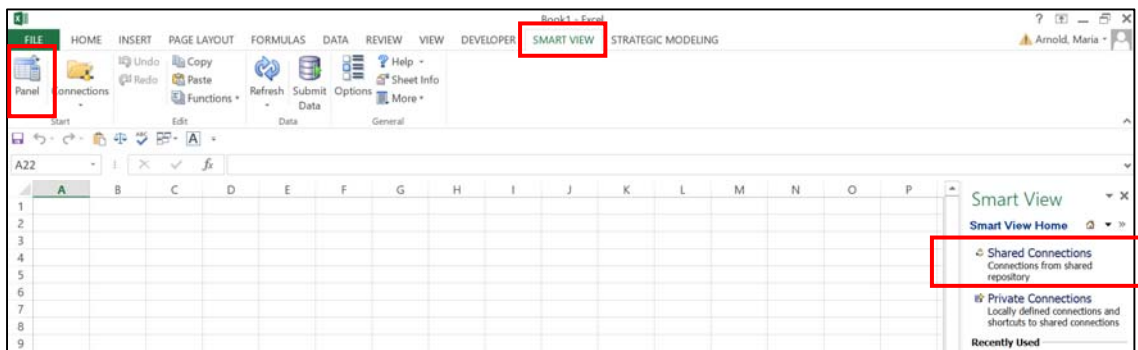 Book1 - Excel
?
FILE HOME INSERT PAGE LAYOUT FORMULAS DATA REVIEW VIEW DEVELOPER SMART VIEW STRATEGIC MODELING Arnold, Maria
Panel Connections Undo Redo Copy Paste Functions Refresh Submit Data Options Help Sheet Info More
Start Edit Data General
ABC A
A22 fx
A B C D E F G H I J K L M N O P
1
2
3
4
5
6
7
8
9
Smart View
Smart View Home
Shared Connections
Connections from shared
repository
Private Connections
Locally defined connections and
shortcuts to shared connections
Recently Used